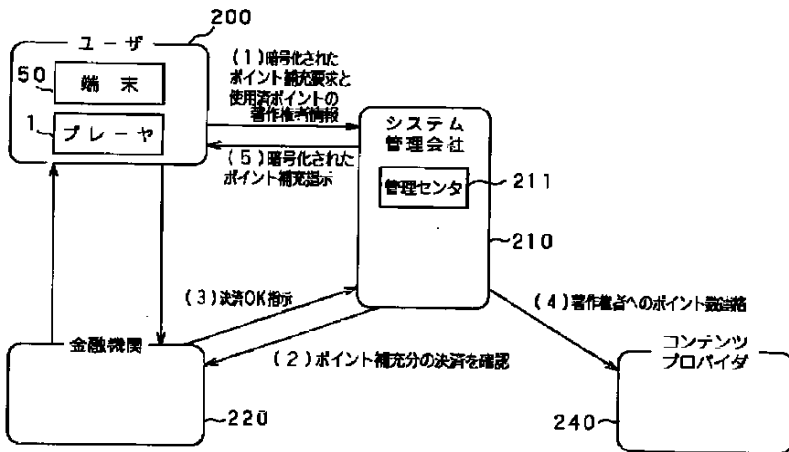 200
ユーザ
50
端末
1
プレーヤ
(1)暗号化された
ポイント補充要求と
使用済ポイントの
著作権者情報
(5)暗号化された
ポイント補充指示
システム
管理会社
管理センタ
211
210
(3)決済OK指示
(4)著作権者へのポイント数連絡
金融機関
(2)ポイント補充分の決済を確認
220
コンテンツ
プロバイダ
240